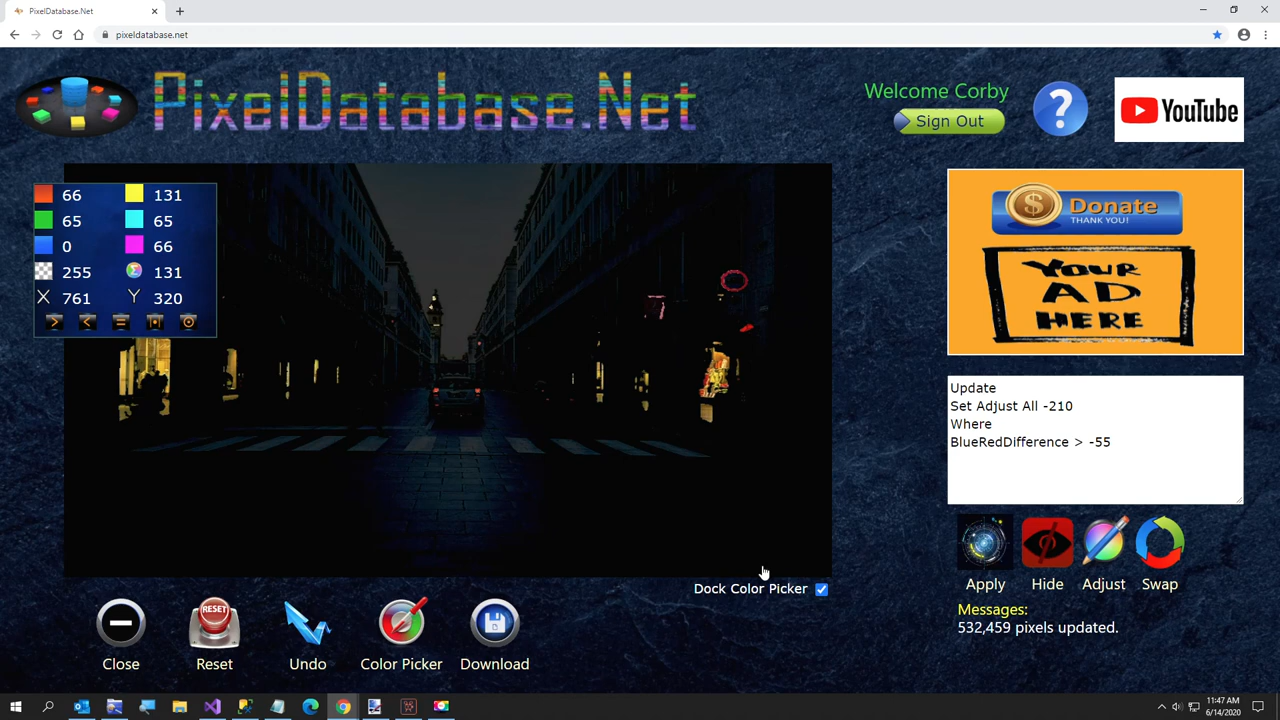 PixelDatabase.Net
pixeldatabase.net
PixelDatabase.Net
Welcome Corby
Sign Out
?
YouTube
66
131
65
65
0
66
255
131
X 761
Y 320
Donate
THANK YOU!
YOUR
AD
HERE
Update
Set Adjust All -210
Where
BlueRedDifference > -55
Apply
Hide
Adjust
Swap
Messages:
532,459 pixels updated.
Dock Color Picker
RESET
Close
Reset
Undo
Color Picker
Download
11:47 AM
6/14/2020